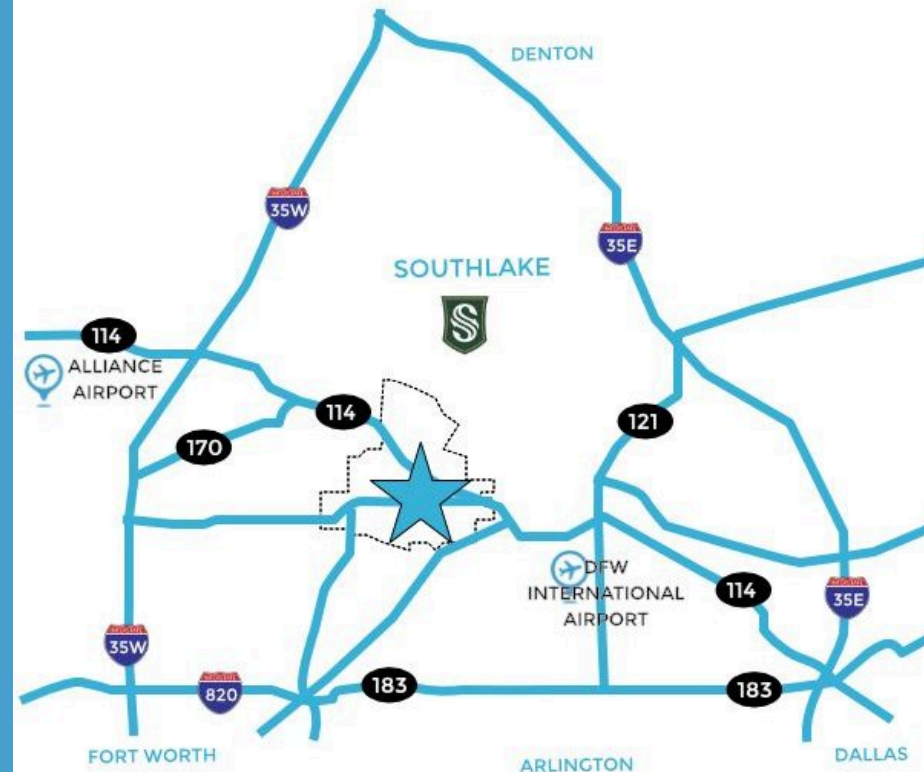 DENTON
35W
35E
SOUTHLAKE
S
114
ALLIANCE
AIRPORT
114
121
170
DFW
INTERNATIONAL
AIRPORT
114
35E
35W
820
183
183
FORT WORTH
ARLINGTON
DALLAS